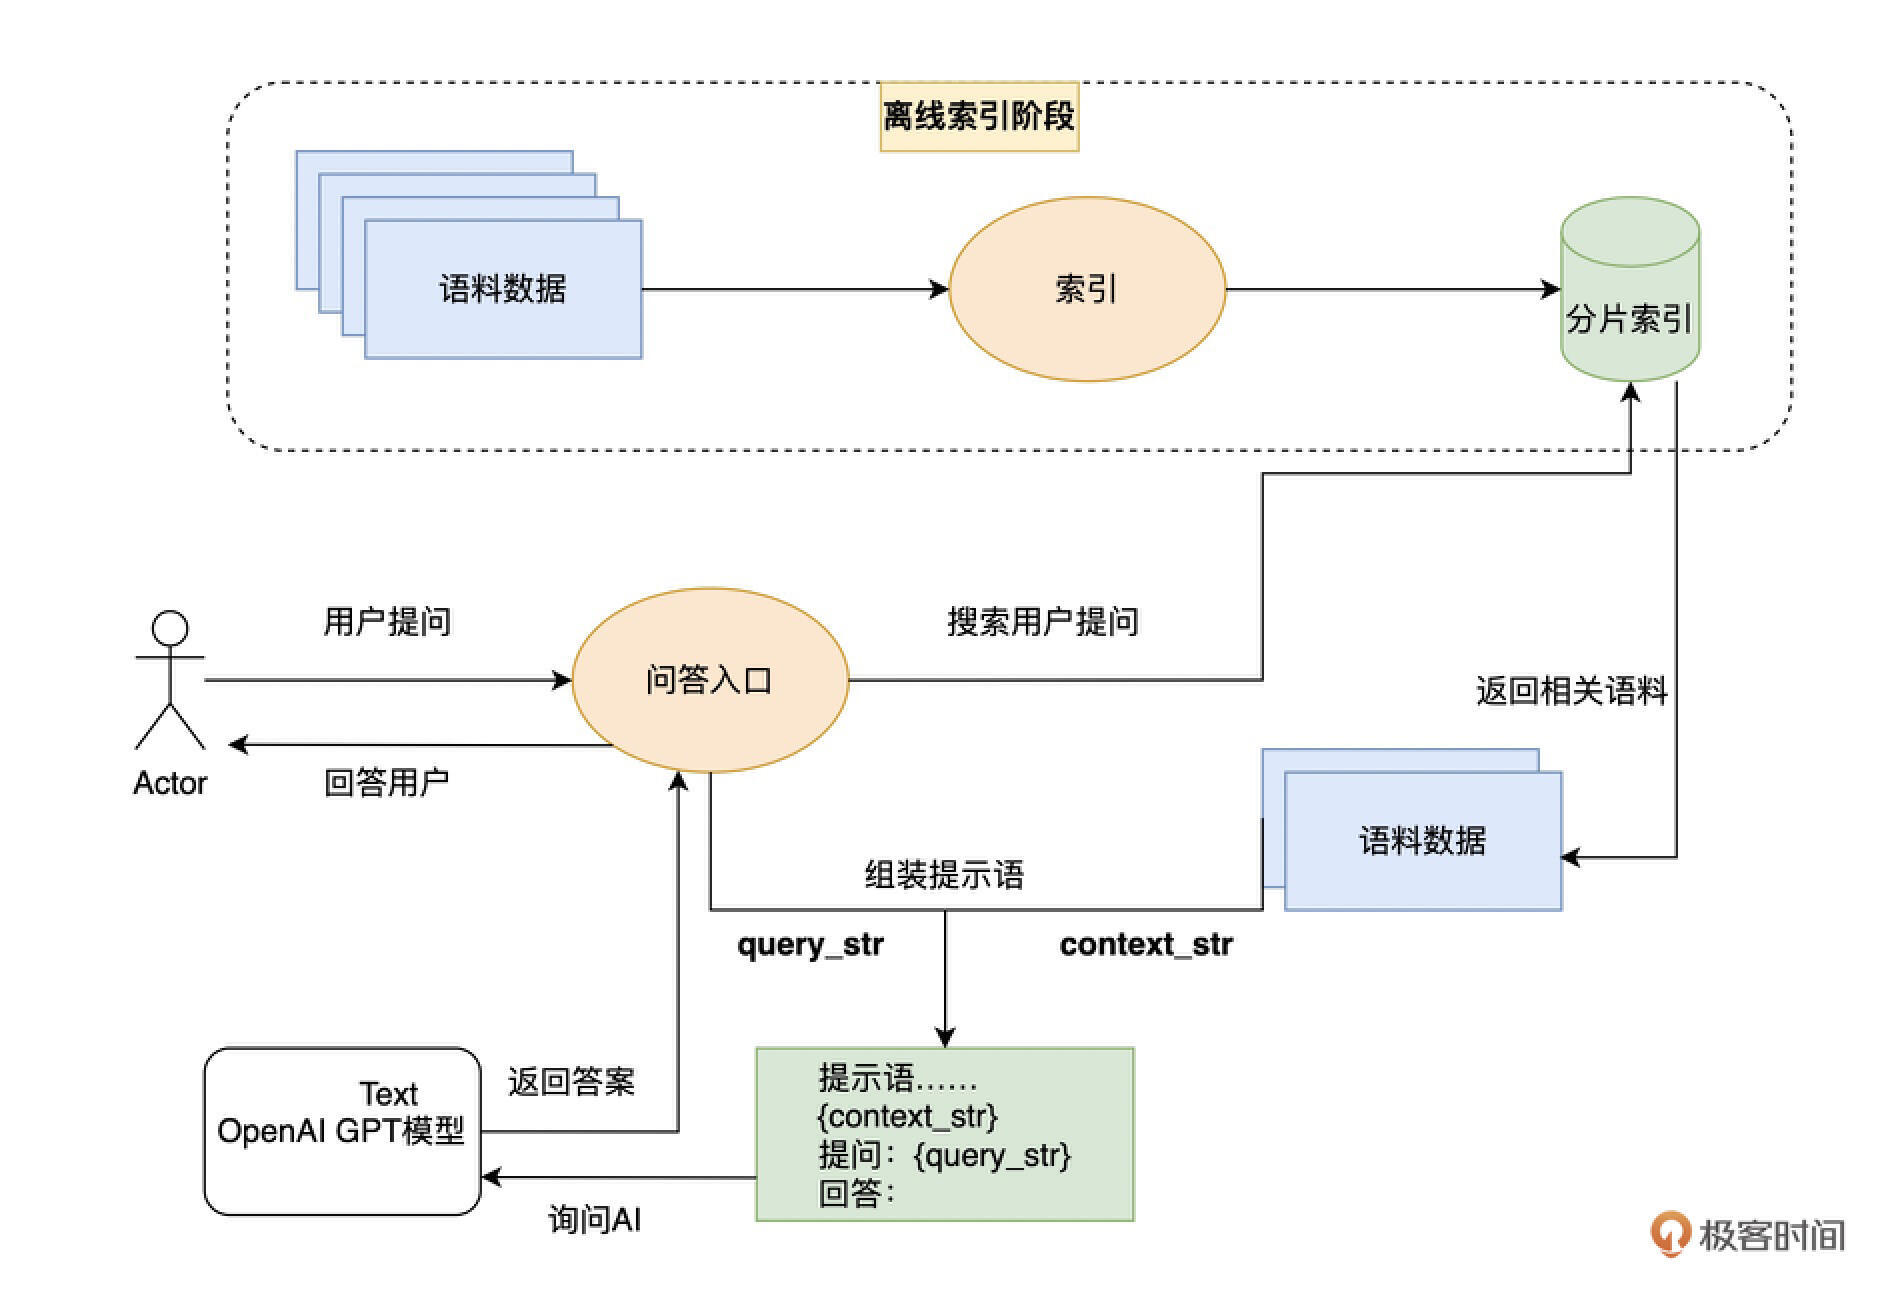 离线索引阶段
语料数据
索引
分片索引
用户提问
问答入口
搜索用户提问
返回相关语料
Actor
回答用户
语料数据
组装提示语
query_str
context_str
Text
OpenAI GPT模型
返回答案
提示语……
{context_str}
提问：{query_str}
回答：
询问AI
极客时间